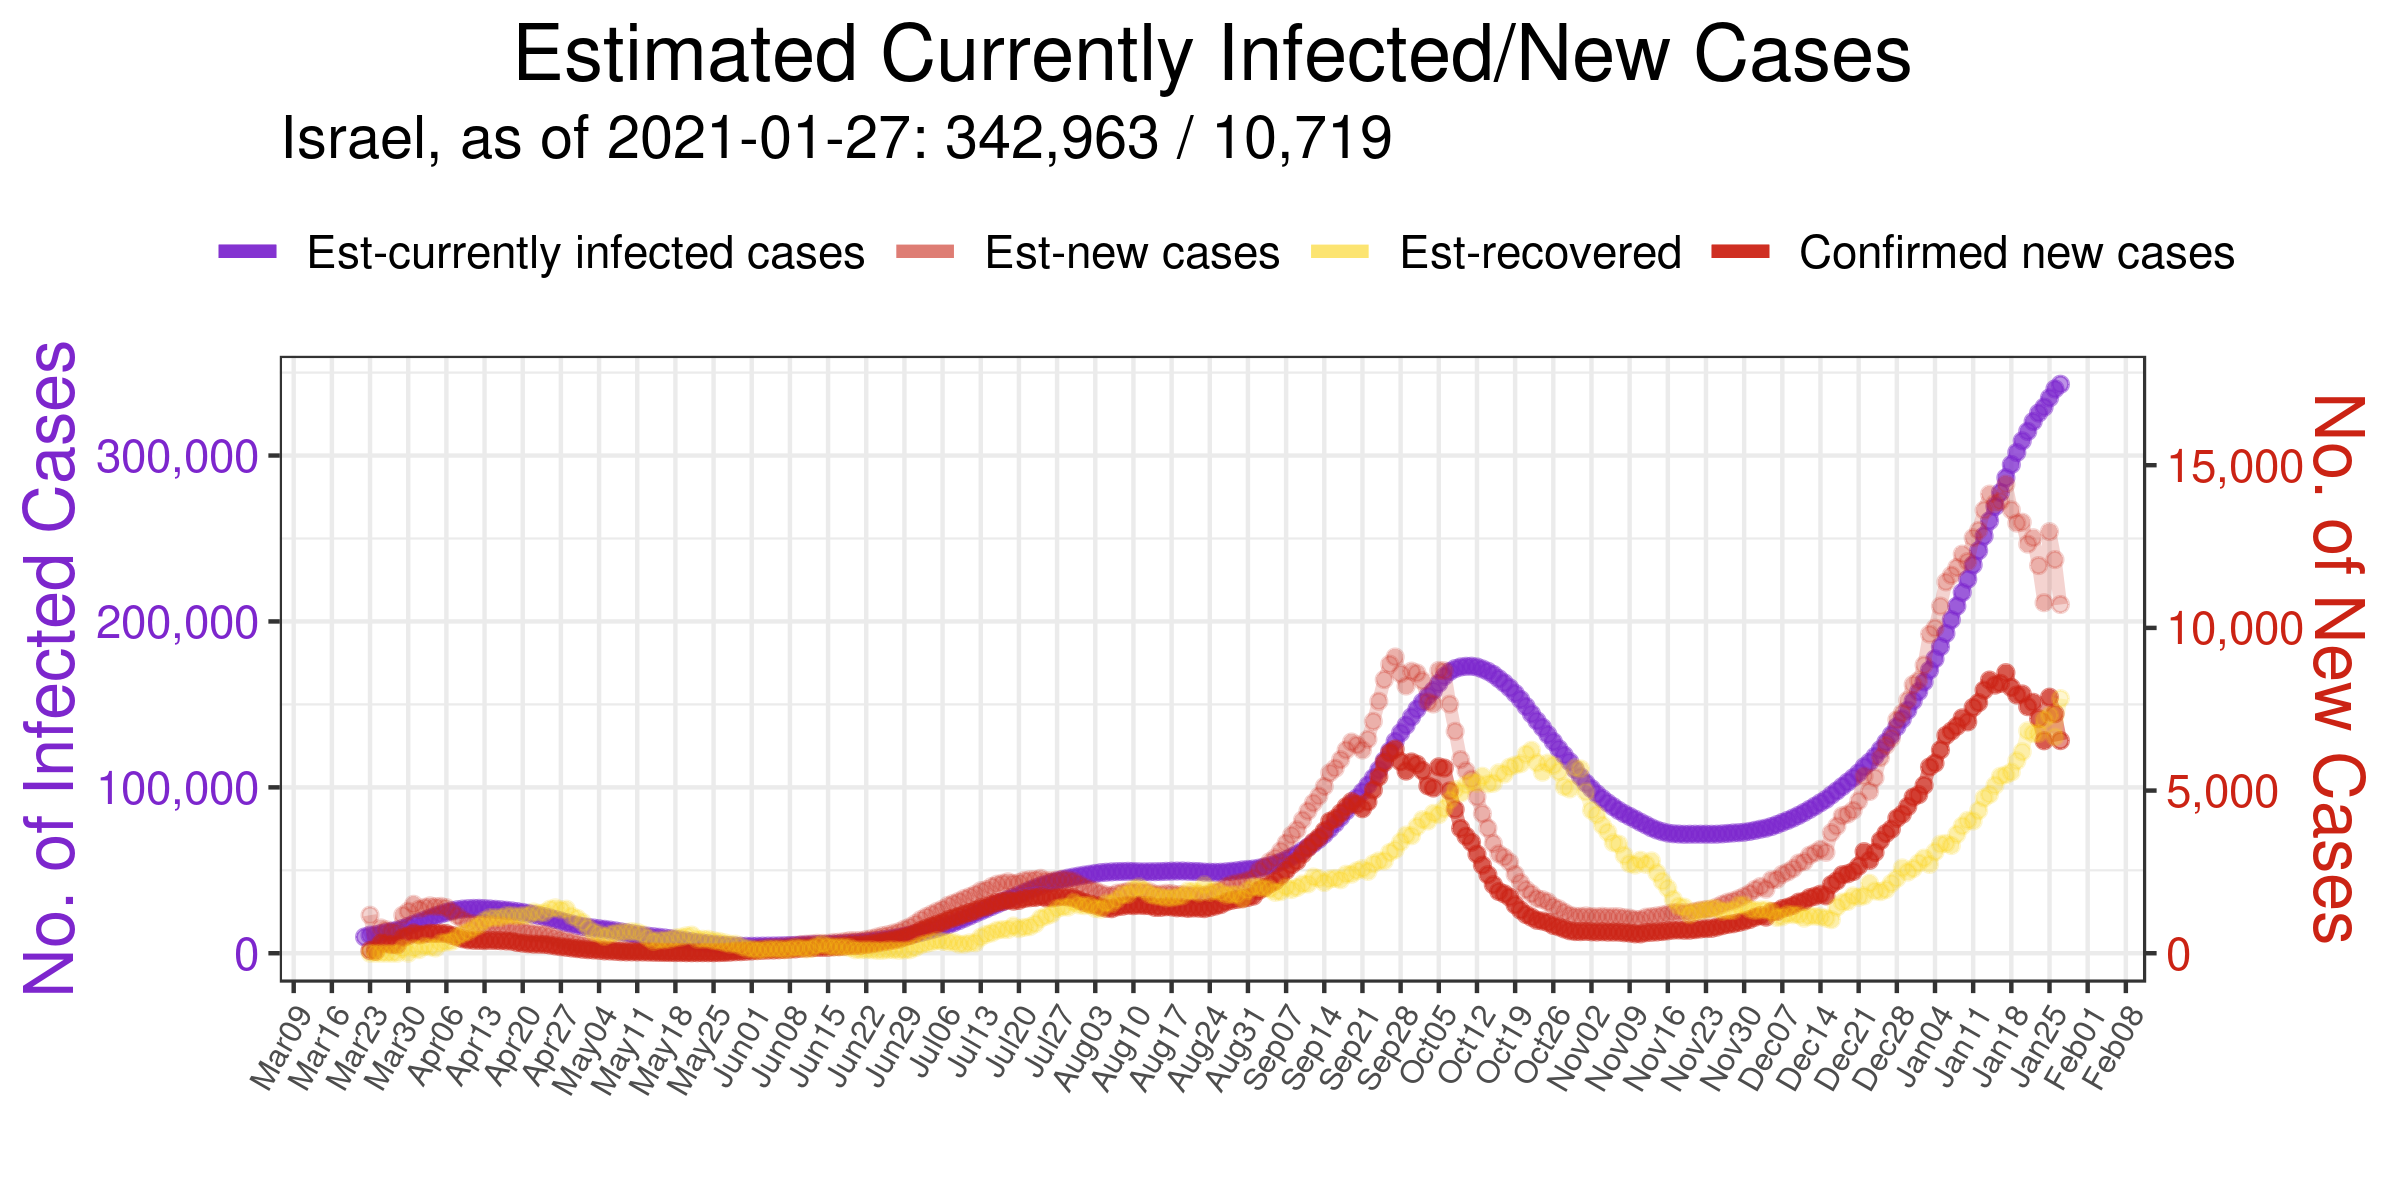 Estimated Currently Infected/New Cases
Israel, as of 2021-01-27: 342,963 / 10,719
Est-currently infected cases Est-new cases Est-recovered Confirmed new cases
No. of Infected Cases
300,000
200,000
100,000
0
15,000
10,000
5,000
0
No. of New Cases
Mar09 Mar16 Mar23 Mar30 Apr06 Apr13 Apr20 Apr27 May04 May11 May18 May25 Jun01 Jun08 Jun15 Jun22 Jun29 Jul06 Jul13 Jul20 Jul27 Aug03 Aug10 Aug17 Aug24 Aug31 Sep07 Sep14 Sep21 Sep28 Oct05 Oct12 Oct19 Oct26 Nov02 Nov09 Nov16 Nov23 Nov30 Dec07 Dec14 Dec21 Dec28 Jan04 Jan11 Jan18 Jan25 Feb01 Feb08